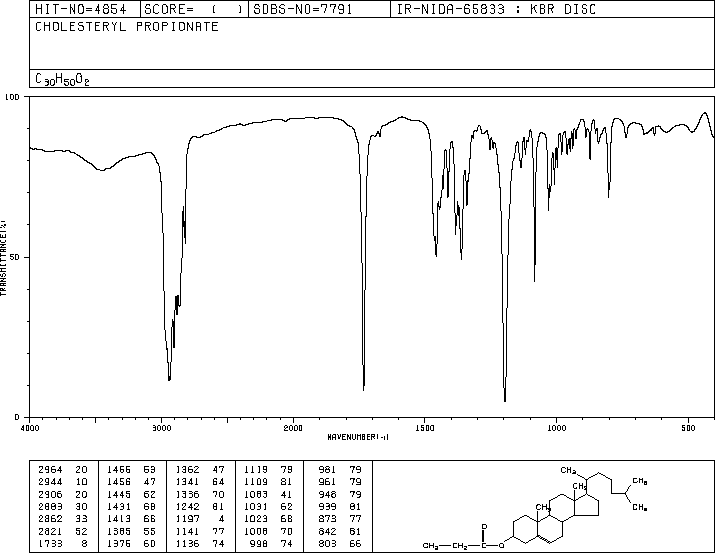 HIT-NO=4854 SCORE= ( ) SDBS-NO=7791 IR-NIDA-65833 : KBR DISC
CHOLESTERYL PROPIONATE
C30H50O2
100
50
0
TRANSMITTANCE(%)
4000 3000 2000 1500 1000 500
WAVENUMBER(-1)
2964 20 1466 53 1362 47 1119 79 981 79
2944 10 1456 47 1341 64 1109 81 961 79
2906 20 1445 62 1336 70 1083 41 948 79
2883 30 1431 68 1242 81 1031 62 939 81
2862 33 1413 66 1197 4 1023 68 873 77
2821 52 1385 55 1141 77 1008 70 842 81
1733 8 1376 60 1136 74 998 74 803 66
CH3
CH3
CH3
CH3
CH3
O
CH3 CH2 C O